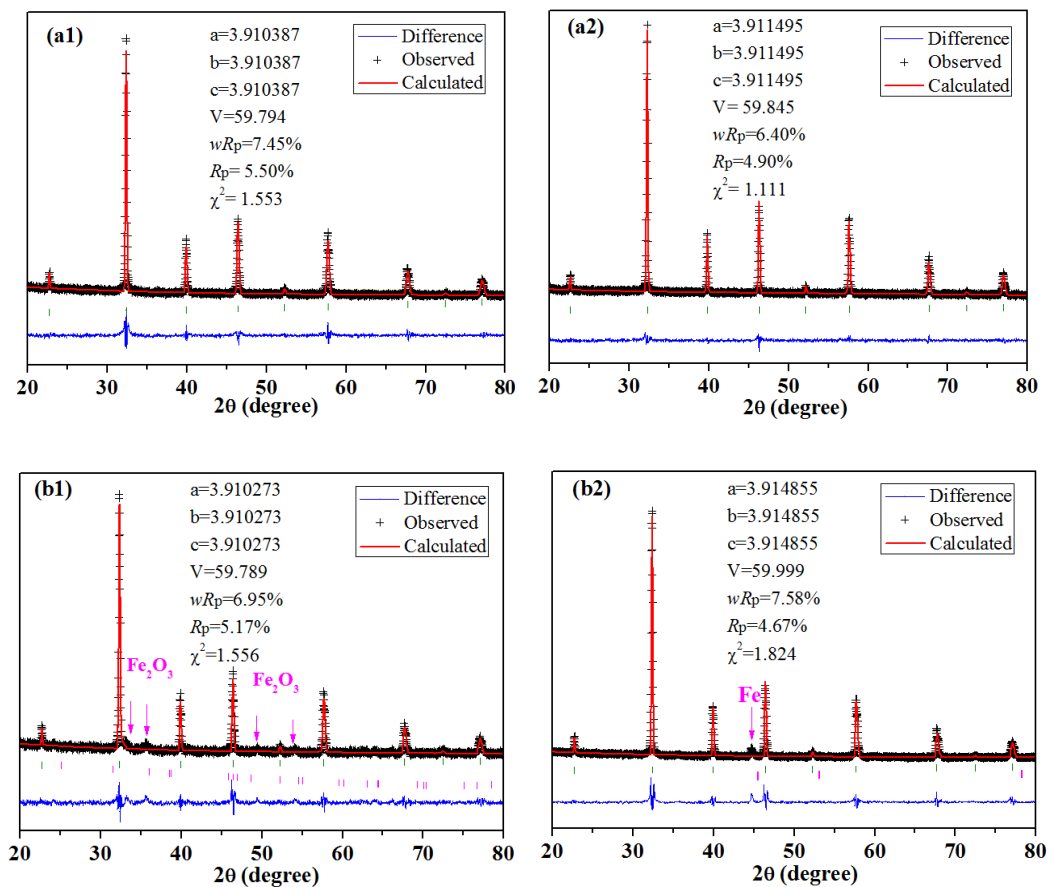 (a1)
a=3.910387
b=3.910387
c=3.910387
V=59.794
wRp=7.45%
Rp= 5.50%
χ²= 1.553
Difference
Observed
Calculated
20 30 40 50 60 70 80
2θ (degree)
(a2)
a=3.911495
b=3.911495
c=3.911495
V= 59.845
wRp=6.40%
Rp=4.90%
χ²= 1.111
Difference
Observed
Calculated
20 30 40 50 60 70 80
2θ (degree)
(b1)
a=3.910273
b=3.910273
c=3.910273
V=59.789
wRp=6.95%
Rp=5.17%
χ²=1.556
Difference
Observed
Calculated
Fe₂O₃
Fe₂O₃
20 30 40 50 60 70 80
2θ (degree)
(b2)
a=3.914855
b=3.914855
c=3.914855
V=59.999
wRp=7.58%
Rp=4.67%
χ²=1.824
Difference
Observed
Calculated
Fe
20 30 40 50 60 70 80
2θ (degree)